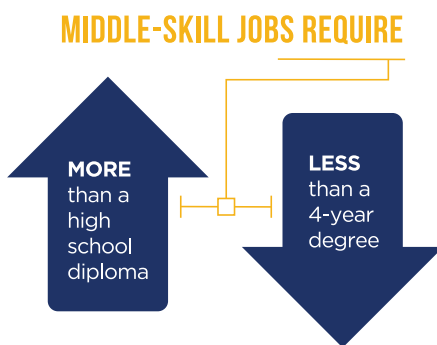 MIDDLE-SKILL JOBS REQUIRE
MORE
than a
high
school
diploma
LESS
than a
4-year
degree